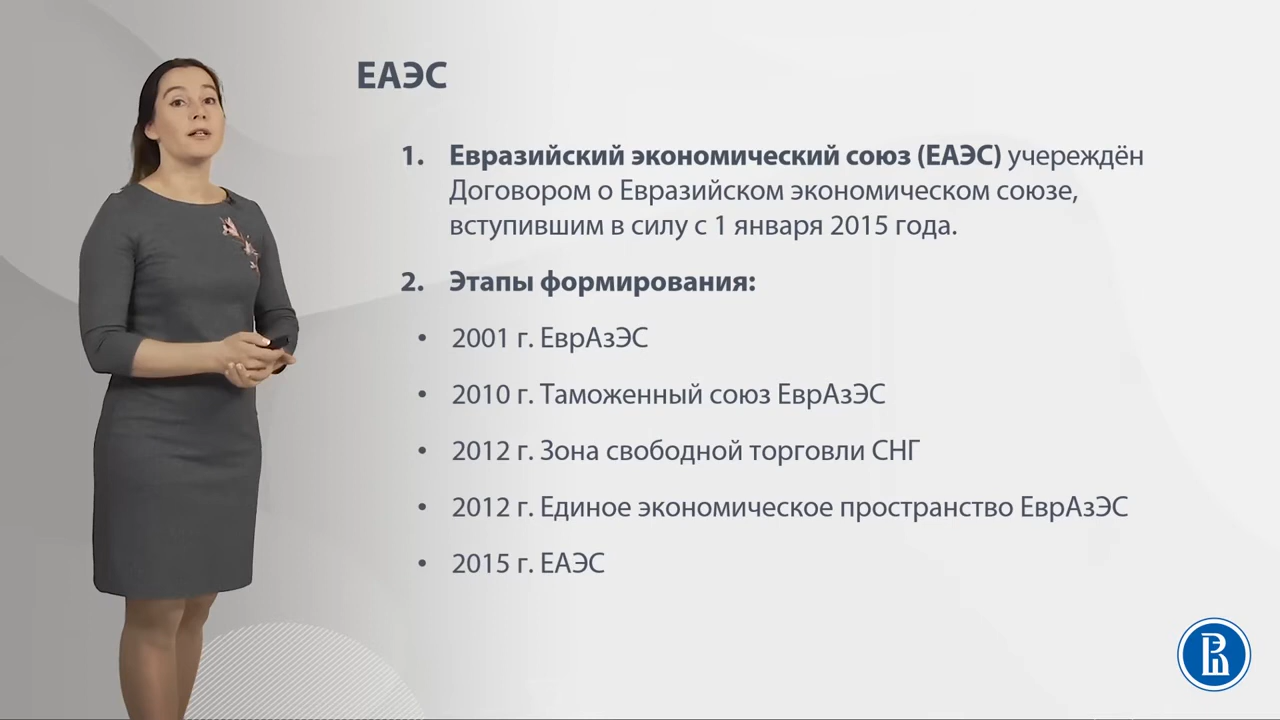 ЕАЭС
1. Евразийский экономический союз (ЕАЭС) учереждён
Договором о Евразийском экономическом союзе,
вступившим в силу с 1 января 2015 года.
2. Этапы формирования:
• 2001 г. ЕврАзЭС
• 2010 г. Таможенный союз ЕврАзЭС
• 2012 г. Зона свободной торговли СНГ
• 2012 г. Единое экономическое пространство ЕврАзЭС
• 2015 г. ЕАЭС